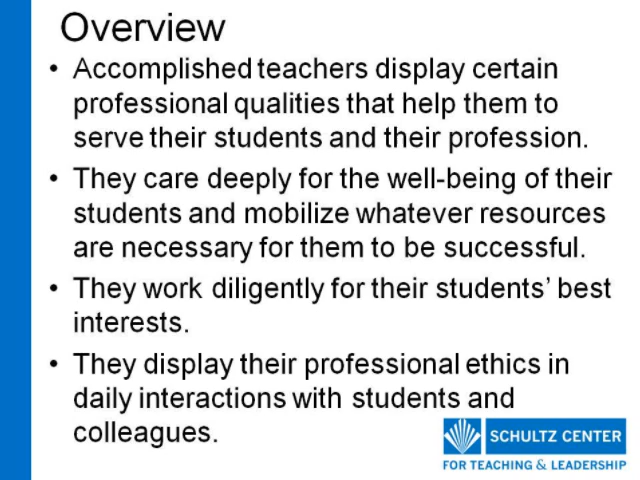 Overview
• Accomplished teachers display certain
professional qualities that help them to
serve their students and their profession.
• They care deeply for the well-being of their
students and mobilize whatever resources
are necessary for them to be successful.
• They work diligently for their students’ best
interests.
• They display their professional ethics in
daily interactions with students and
colleagues.
SCHULTZ CENTER
FOR TEACHING & LEADERSHIP